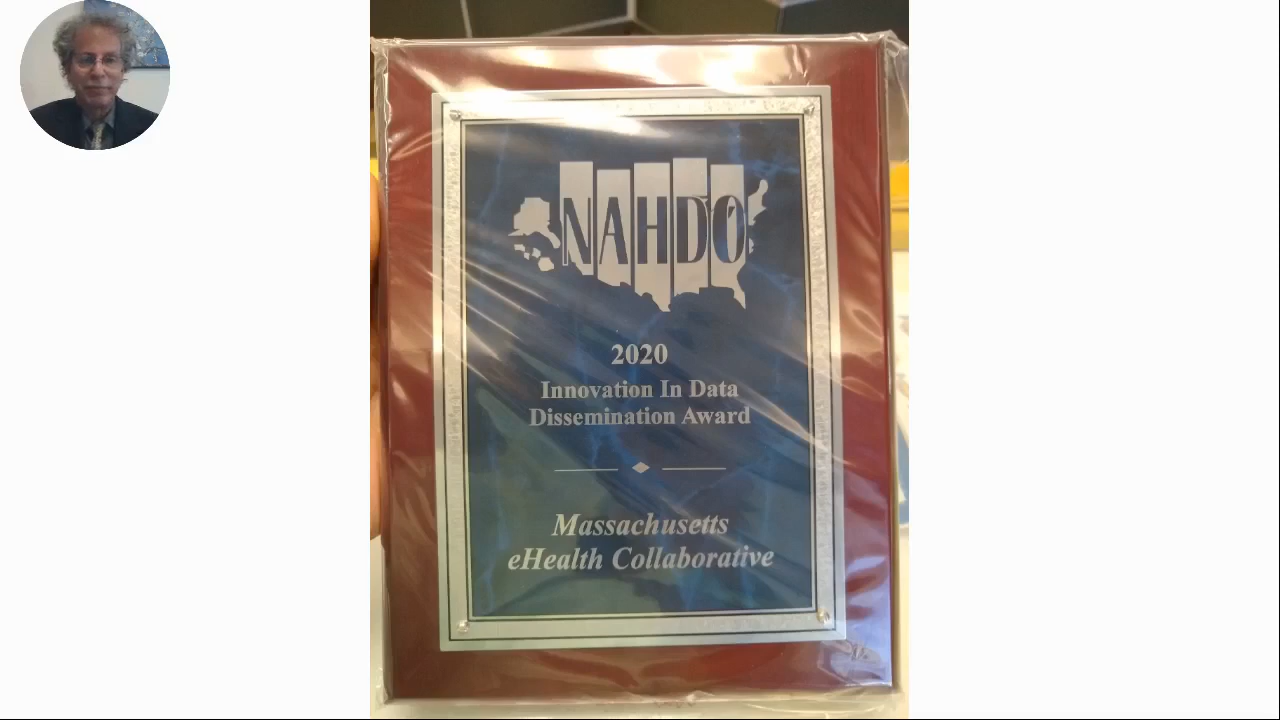 NAHDO
2020
Innovation In Data
Dissemination Award
Massachusetts
eHealth Collaborative